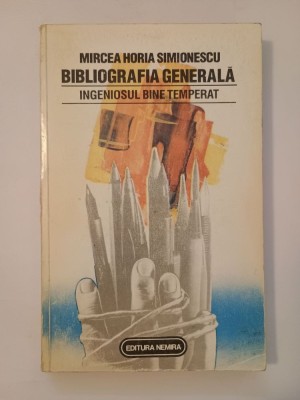 MIRCEA HORIA SIMIONESCU
BIBLIOGRAFIA GENERALĂ
INGENIOSUL BINE TEMPERAT
EDITURA NEMIRA